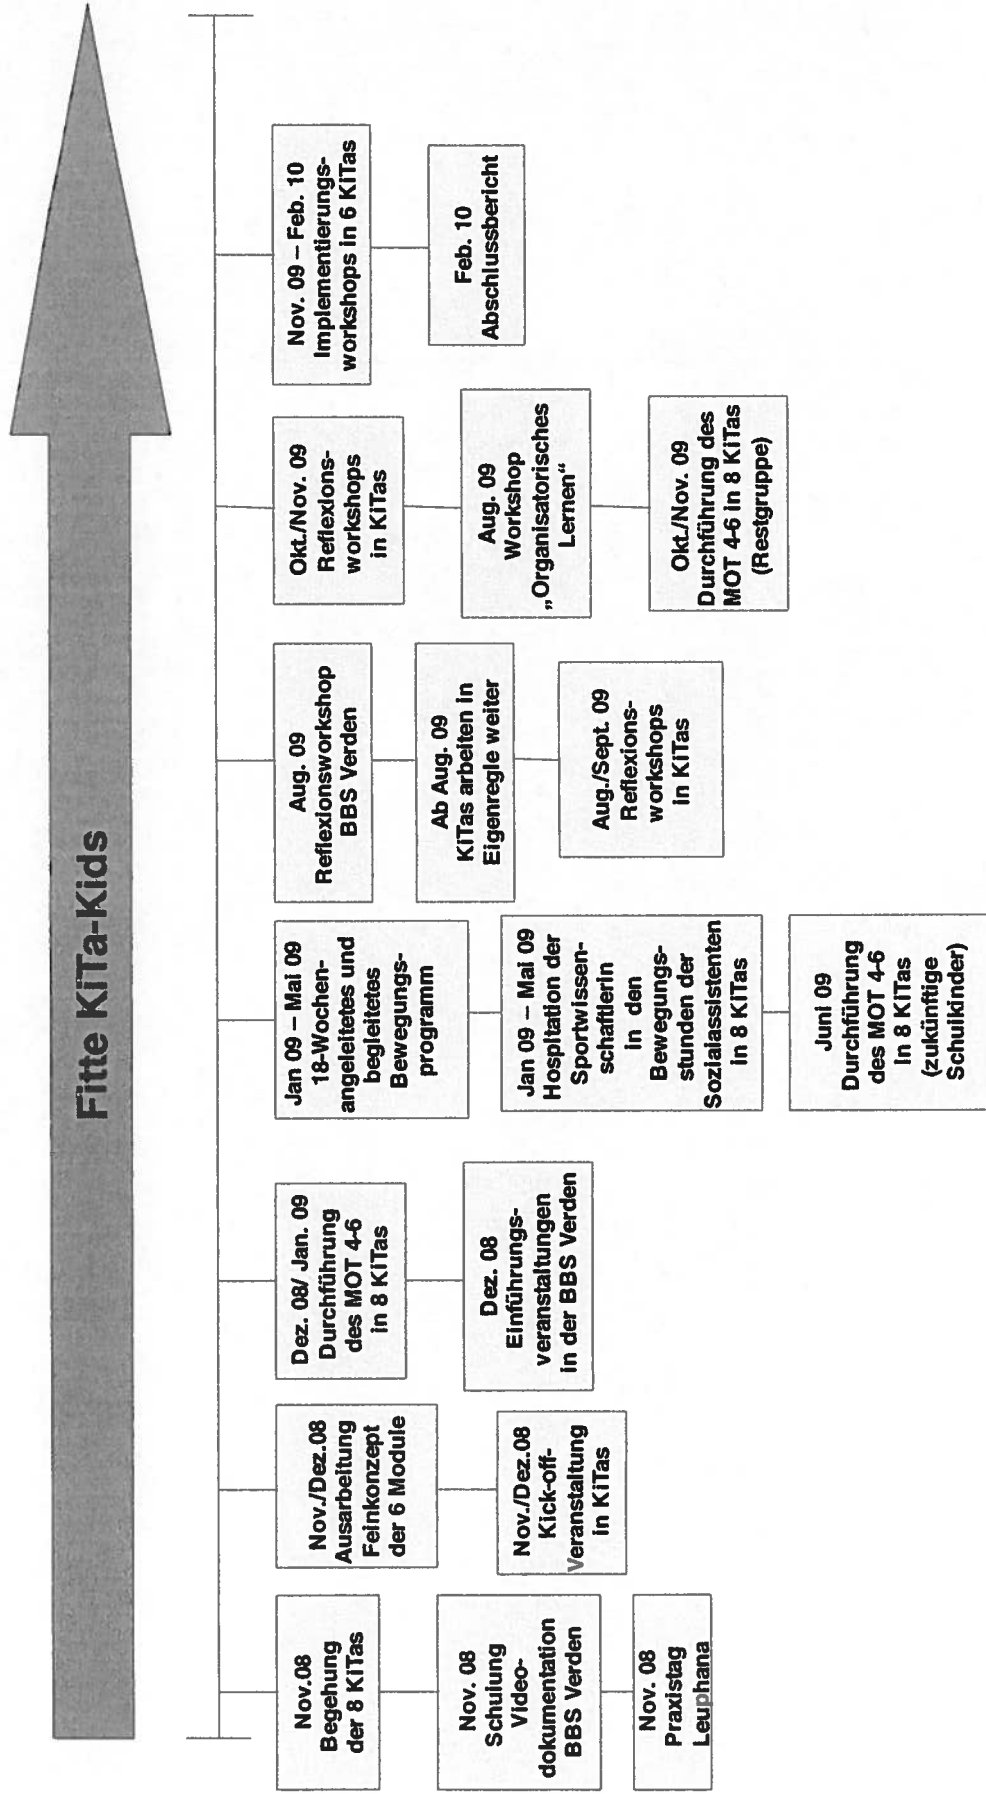 Fitte KiTa-Kids
Nov.08
Begehung
der 8 KiTas
Nov. 08
Schulung
Video-
dokumentation
BBS Verden
Nov. 08
Praxistag
Leuphana
Nov./Dez.08
Ausarbeitung
Feinkonzept
der 6 Module
Nov./Dez.08
Kick-off-
Veranstaltung
in KiTas
Dez. 08/ Jan. 09
Durchführung
des MOT 4-6
in 8 KiTas
Dez. 08
Einführungs-
veranstaltungen
in der BBS Verden
Jan 09 – Mai 09
18-Wochen-
angeleitetes und
begleitetes
Bewegungs-
programm
Jan 09 – Mai 09
Hospitation der
Sportwissen-
schaftlerin
in den
Bewegungs-
stunden der
Sozialassistenten
in 8 KiTas
Juni 09
Durchführung
des MOT 4-6
in 8 KiTas
(zukünftige
Schulkinder)
Aug. 09
Reflexionsworkshop
BBS Verden
Ab Aug. 09
KiTas arbeiten in
Eigenregie weiter
Aug./Sept. 09
Reflexions-
workshops
in KiTas
Okt./Nov. 09
Reflexions-
workshops
in KiTas
Aug. 09
Workshop
„Organisatorisches
Lernen“
Okt./Nov. 09
Durchführung des
MOT 4-6 in 8 KiTas
(Restgruppe)
Nov. 09 – Feb. 10
Implementierungs-
workshops in 6 KiTas
Feb. 10
Abschlussbericht